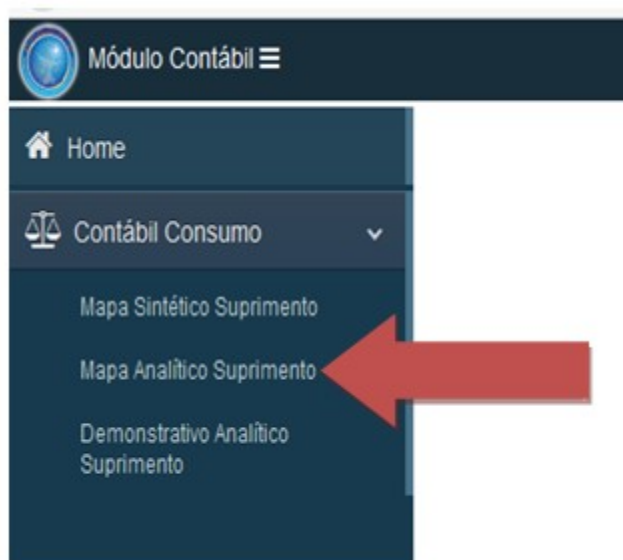 Módulo Contábil
Home
Contábil Consumo
Mapa Sintético Suprimento
Mapa Analítico Suprimento
Demonstrativo Analítico
Suprimento